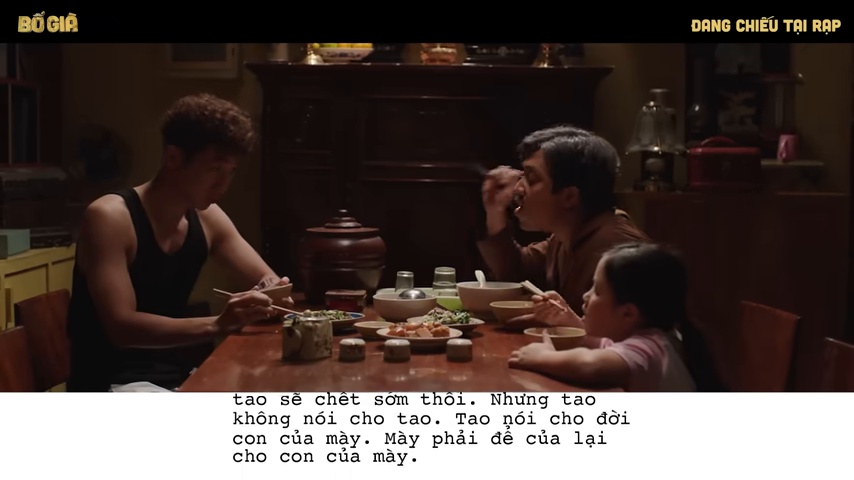 BỐ GIÀ
ĐANG CHIẾU TẠI RẠP
tao sẽ chết sớm thôi. Nhưng tao
không nói cho tao. Tao nói cho đời
con của mày. Mày phải để của lại
cho con của mày.